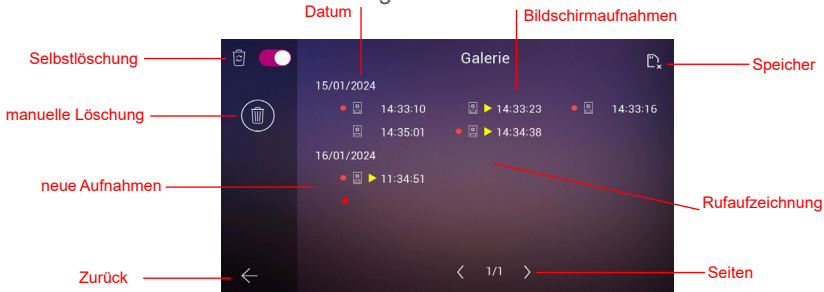 Datum
Bildschirmaufnahmen
Selbstlöschung
Galerie
Speicher
15/01/2024
manuelle Löschung
14:33:10
14:33:23
14:33:16
14:35:01
14:34:38
16/01/2024
neue Aufnahmen
11:34:51
Rufaufzeichnung
Zurück
1/1
Seiten